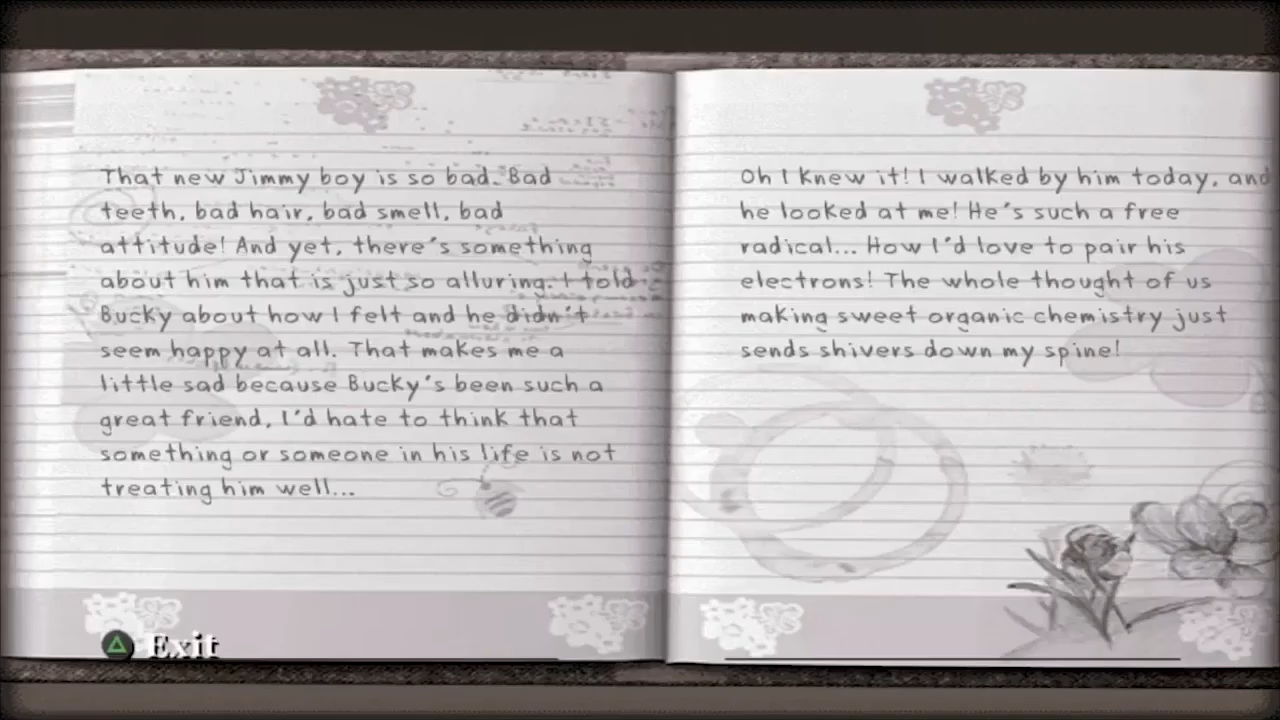 That new Jimmy boy is so bad. Bad
teeth, bad hair, bad smell, bad
attitude! And yet, there's something
about him that is just so alluring. I told
Bucky about how I felt and he didn't
seem happy at all. That makes me a
little sad because Bucky's been such a
great friend, I'd hate to think that
something or someone in his life is not
treating him well...
Oh I knew it! I walked by him today, and
he looked at me! He's such a free
radical... How I'd love to pair his
electrons! The whole thought of us
making sweet organic chemistry just
sends shivers down my spine!
Exit